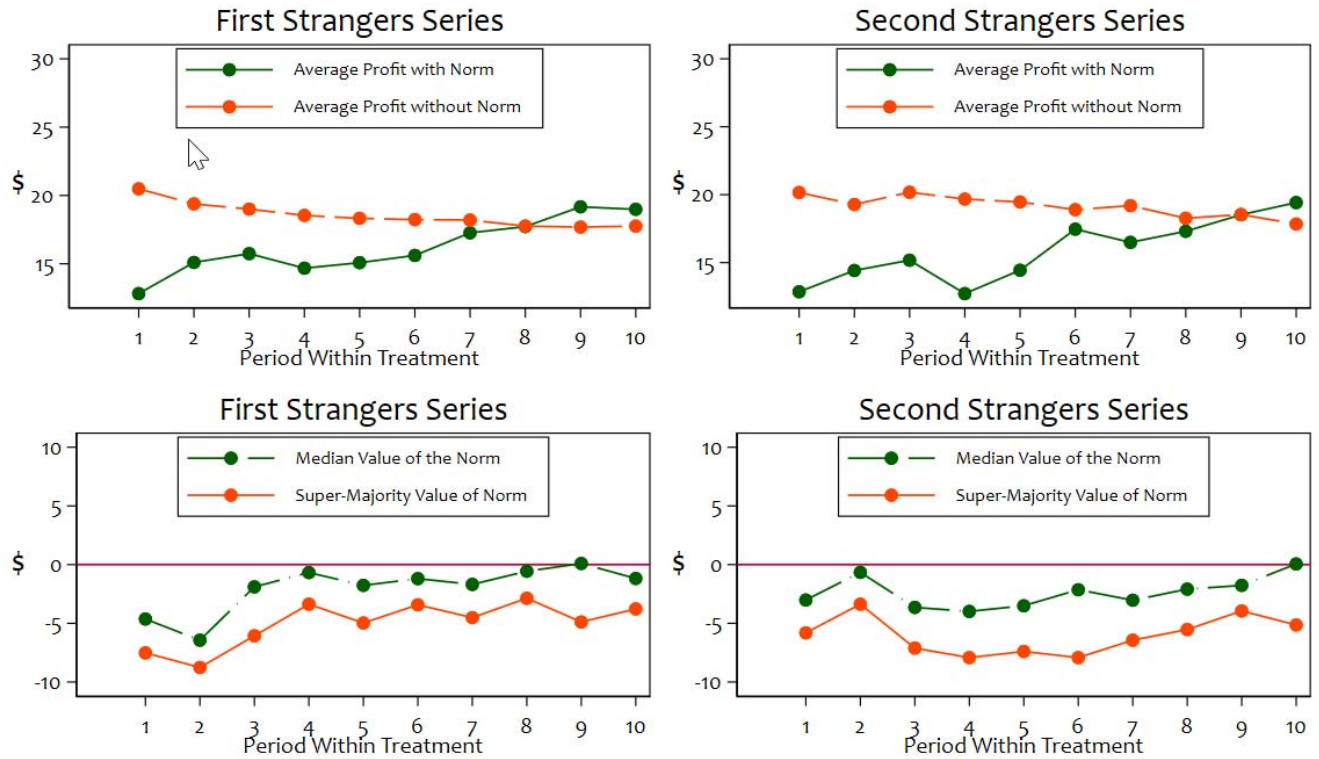 First Strangers Series
30
25
20
15
$
Average Profit with Norm
Average Profit without Norm
1 2 3 4 5 6 7 8 9 10
Period Within Treatment
Second Strangers Series
30
25
20
15
$
Average Profit with Norm
Average Profit without Norm
1 2 3 4 5 6 7 8 9 10
Period Within Treatment
First Strangers Series
10
5
0
-5
-10
$
Median Value of the Norm
Super-Majority Value of Norm
1 2 3 4 5 6 7 8 9 10
Period Within Treatment
Second Strangers Series
10
5
0
-5
-10
$
Median Value of the Norm
Super-Majority Value of Norm
1 2 3 4 5 6 7 8 9 10
Period Within Treatment